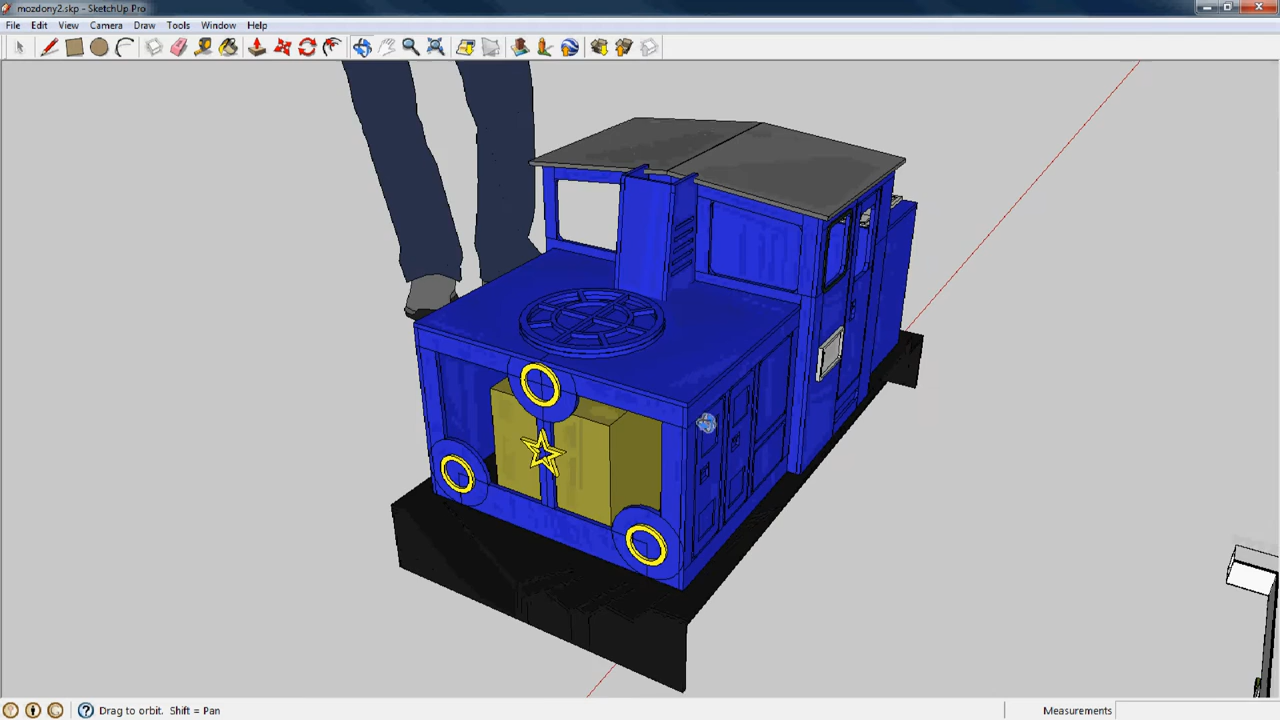 mozdony2.skp - SketchUp Pro
File Edit View Camera Draw Tools Window Help
Drag to orbit. Shift = Pan
Measurements